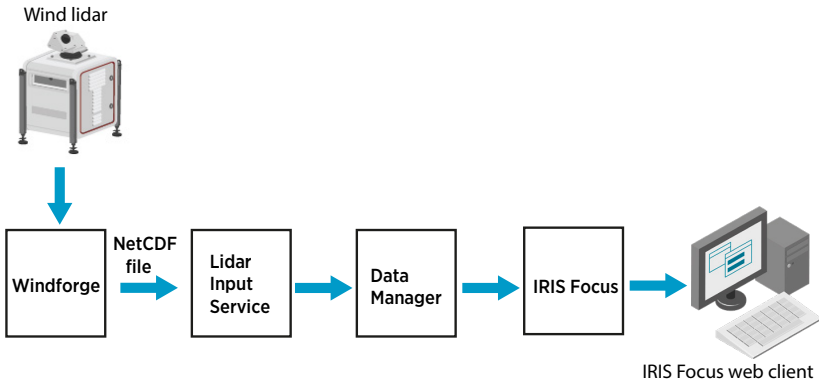 Wind lidar
Windforge
NetCDF
file
Lidar
Input
Service
Data
Manager
IRIS Focus
IRIS Focus web client